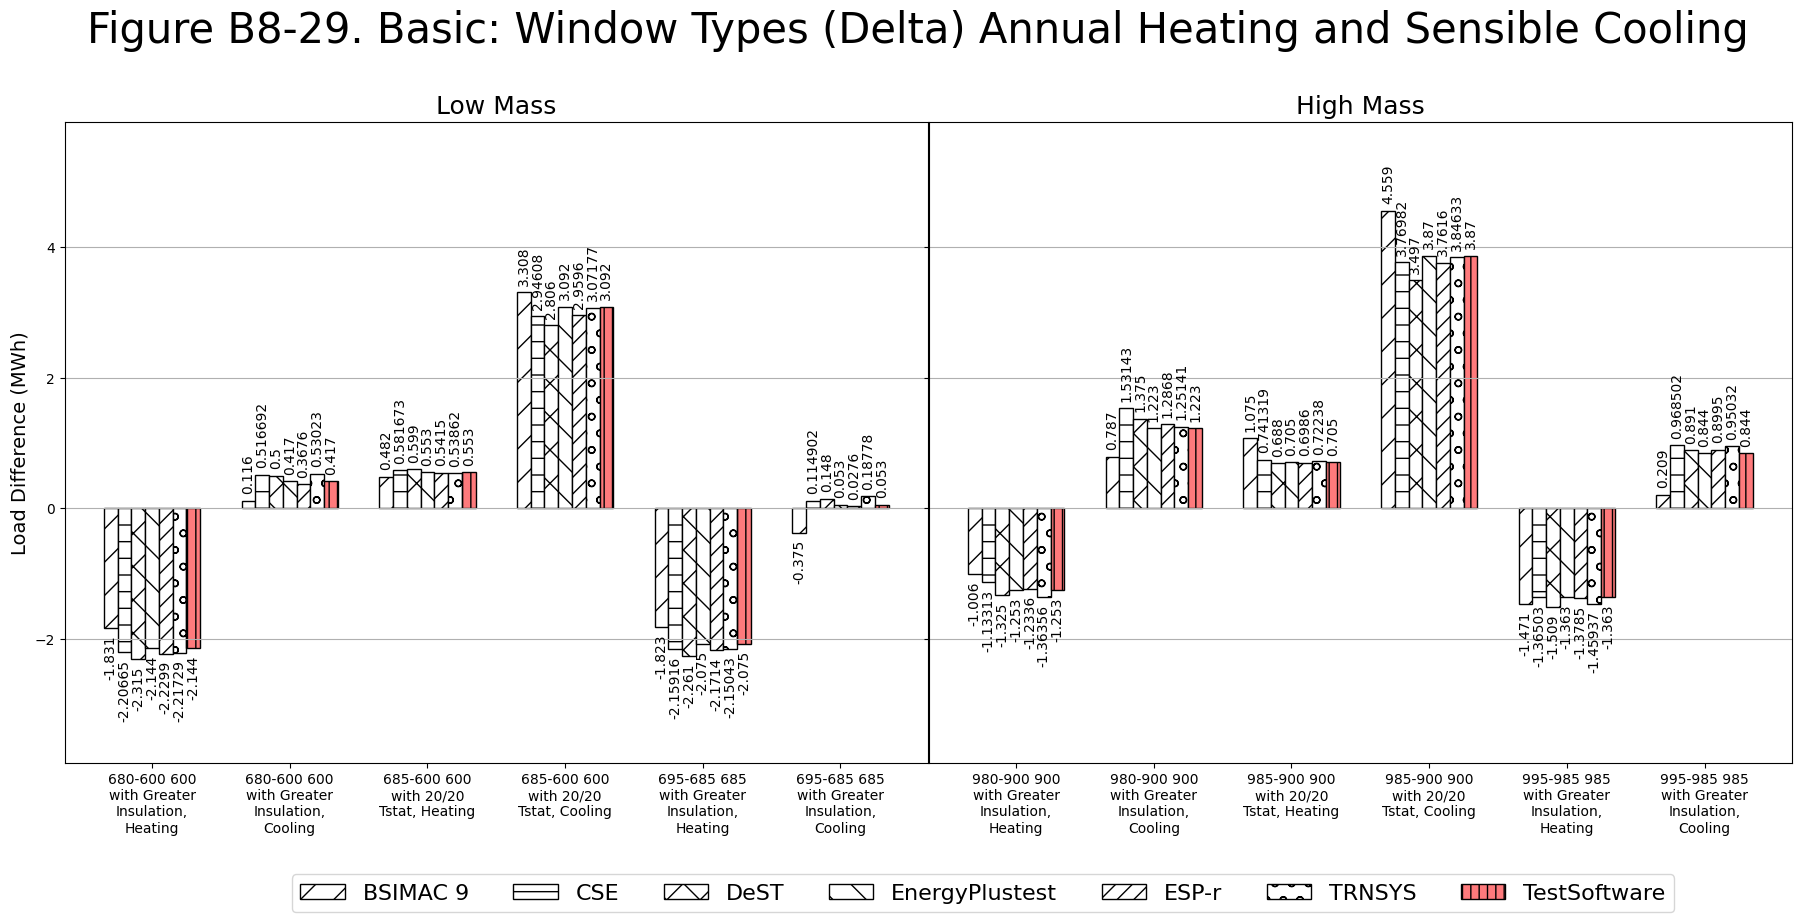 Figure B8-29. Basic: Window Types (Delta) Annual Heating and Sensible Cooling
Low Mass
High Mass
Load Difference (MWh)
4
2
0
−2
-1.831
-2.20665
-2.315
-2.144
-2.2299
-2.21729
-2.144
0.116
0.516692
0.5
0.417
0.3676
0.53023
0.417
0.482
0.581673
0.599
0.553
0.5415
0.53862
0.553
3.308
2.94608
2.806
3.092
2.9596
3.07177
3.092
-1.823
-2.15916
-2.261
-2.075
-2.1714
-2.15043
-2.075
-0.375
0.114902
0.148
0.053
0.0276
0.18778
0.053
-1.006
-1.13313
-1.325
-1.253
-1.2336
-1.36356
-1.253
0.787
1.53143
1.375
1.223
1.2868
1.25141
1.223
1.075
0.741319
0.688
0.705
0.6986
0.72238
0.705
4.559
3.76982
3.497
3.87
3.7616
3.84633
3.87
-1.471
-1.36503
-1.509
-1.363
-1.3785
-1.45937
-1.363
0.209
0.968502
0.891
0.844
0.8995
0.95032
0.844
680-600 600
with Greater
Insulation,
Heating
680-600 600
with Greater
Insulation,
Cooling
685-600 600
with 20/20
Tstat, Heating
685-600 600
with 20/20
Tstat, Cooling
695-685 685
with Greater
Insulation,
Heating
695-685 685
with Greater
Insulation,
Cooling
980-900 900
with Greater
Insulation,
Heating
980-900 900
with Greater
Insulation,
Cooling
985-900 900
with 20/20
Tstat, Heating
985-900 900
with 20/20
Tstat, Cooling
995-985 985
with Greater
Insulation,
Heating
995-985 985
with Greater
Insulation,
Cooling
BSIMAC 9
CSE
DeST
EnergyPlustest
ESP-r
TRNSYS
TestSoftware